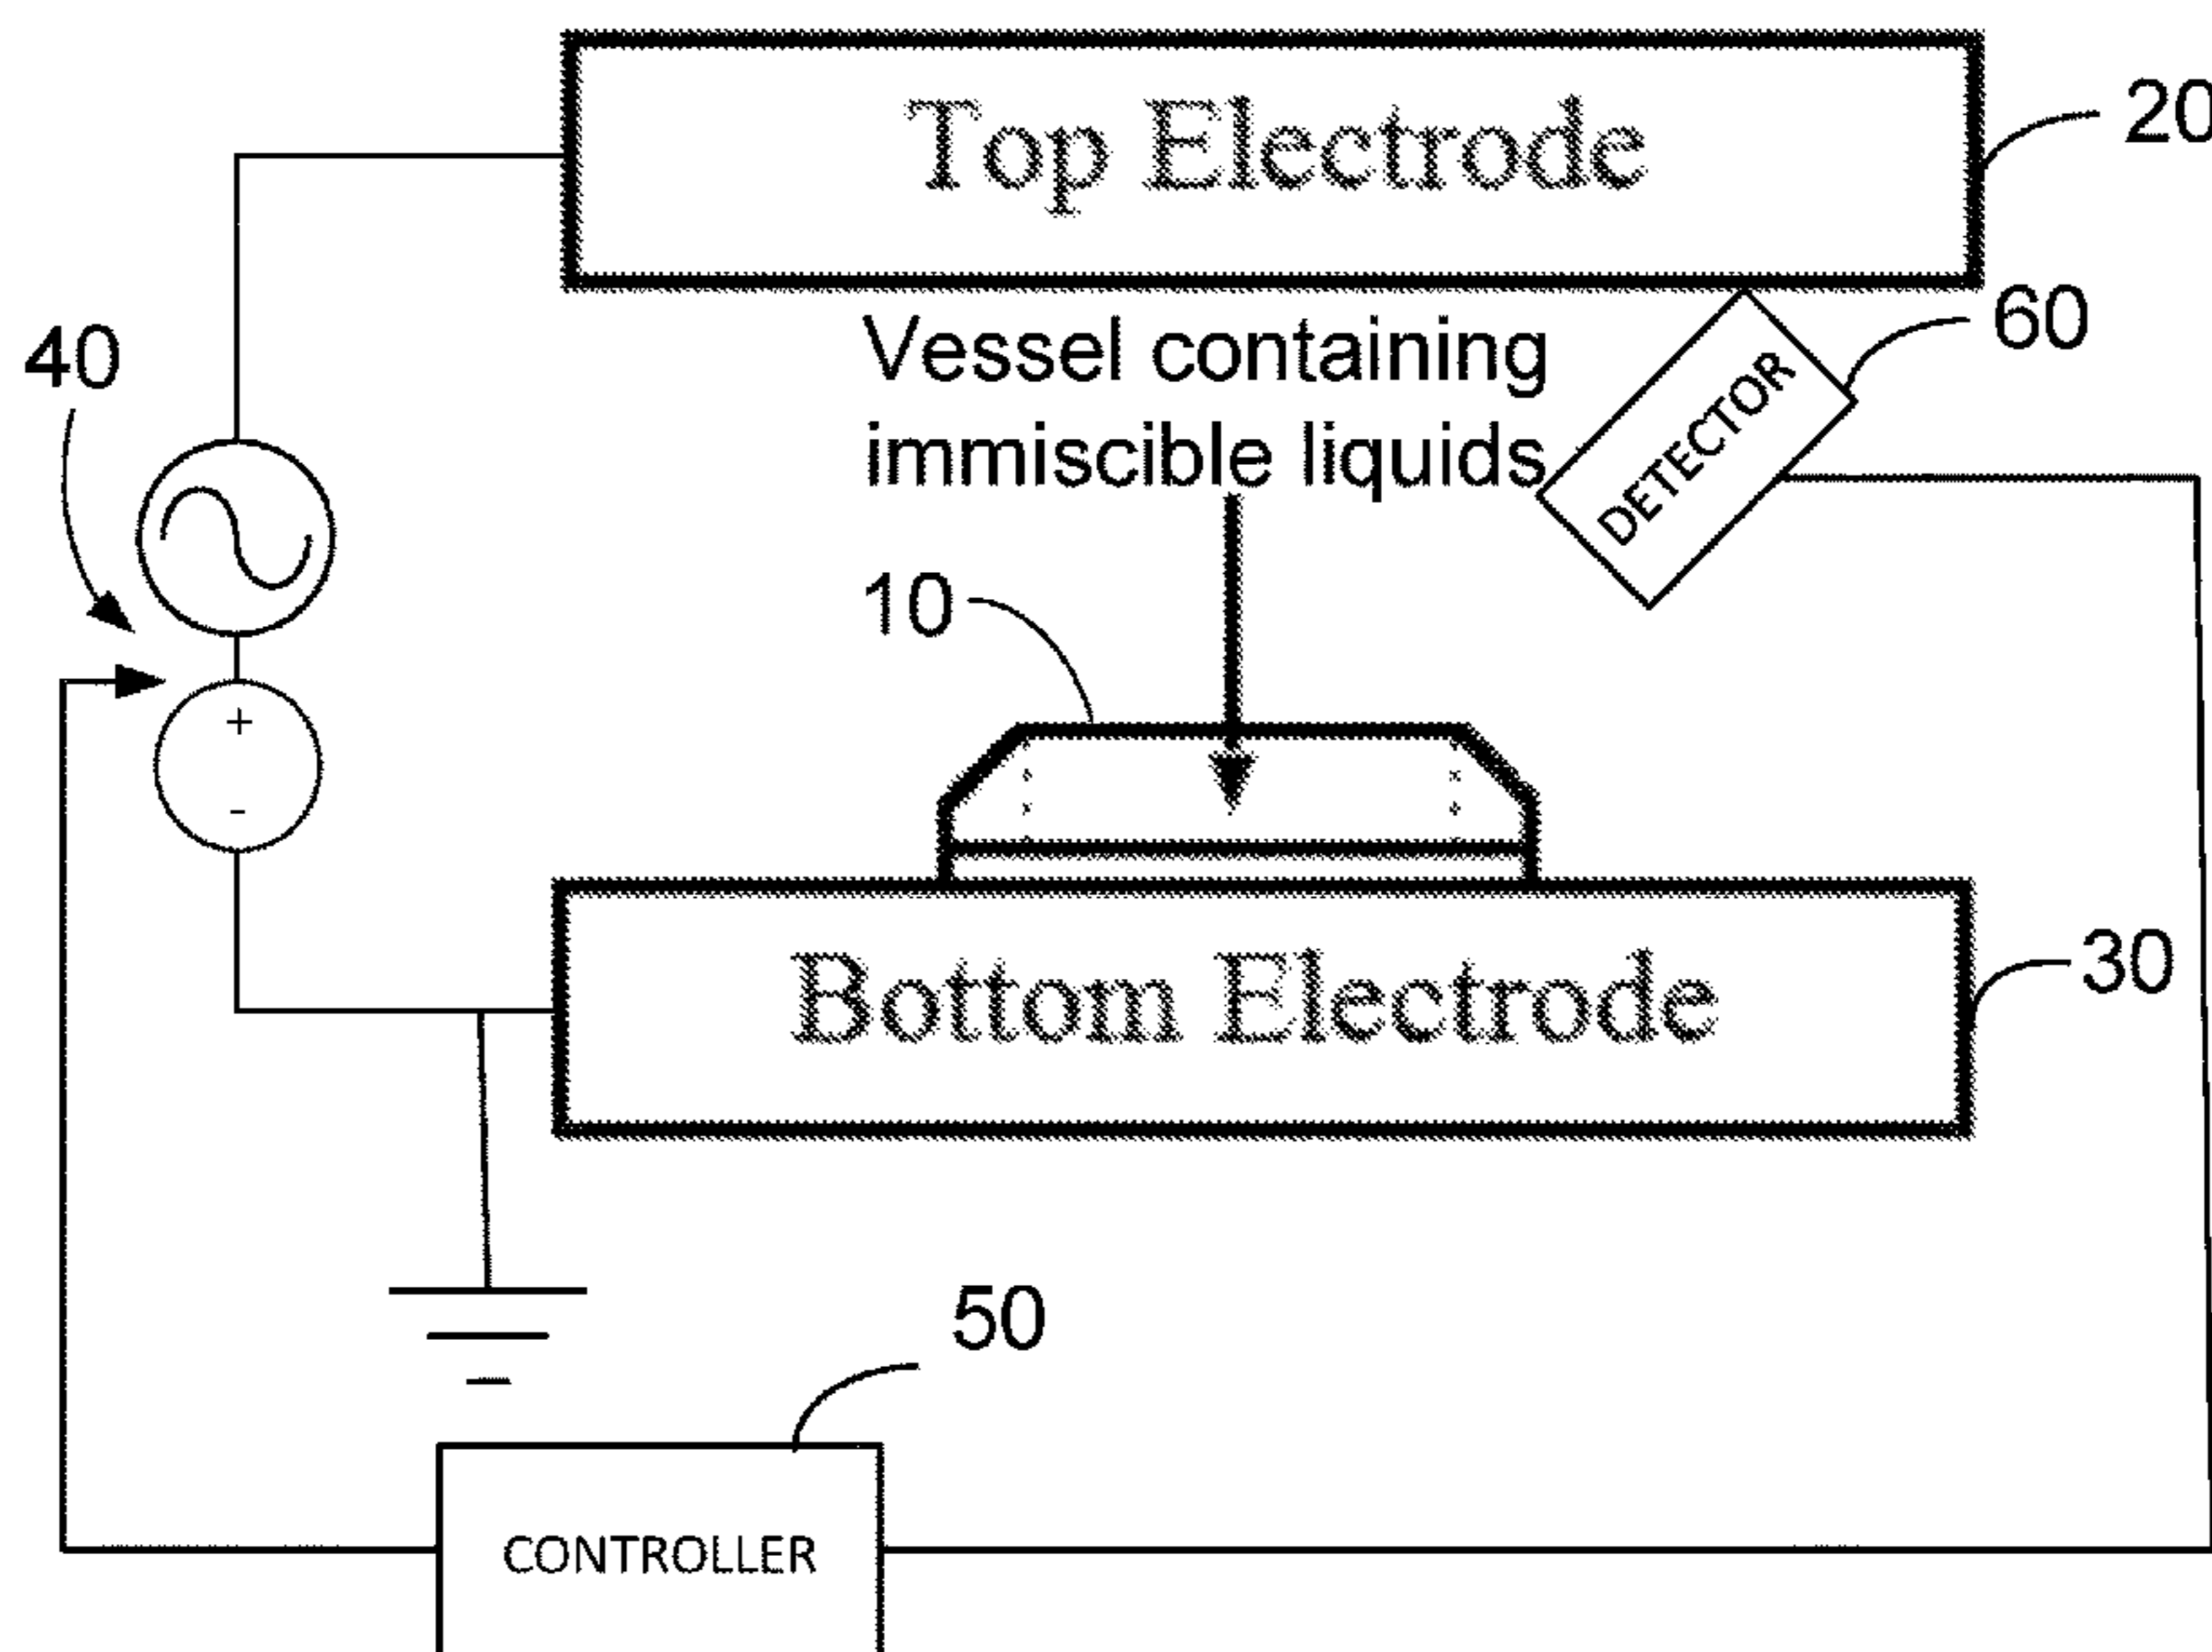 Top Electrode
20
60
Vessel containing
immiscible liquids
DETECTOR
40
10
+
-
Bottom Electrode
30
50
CONTROLLER